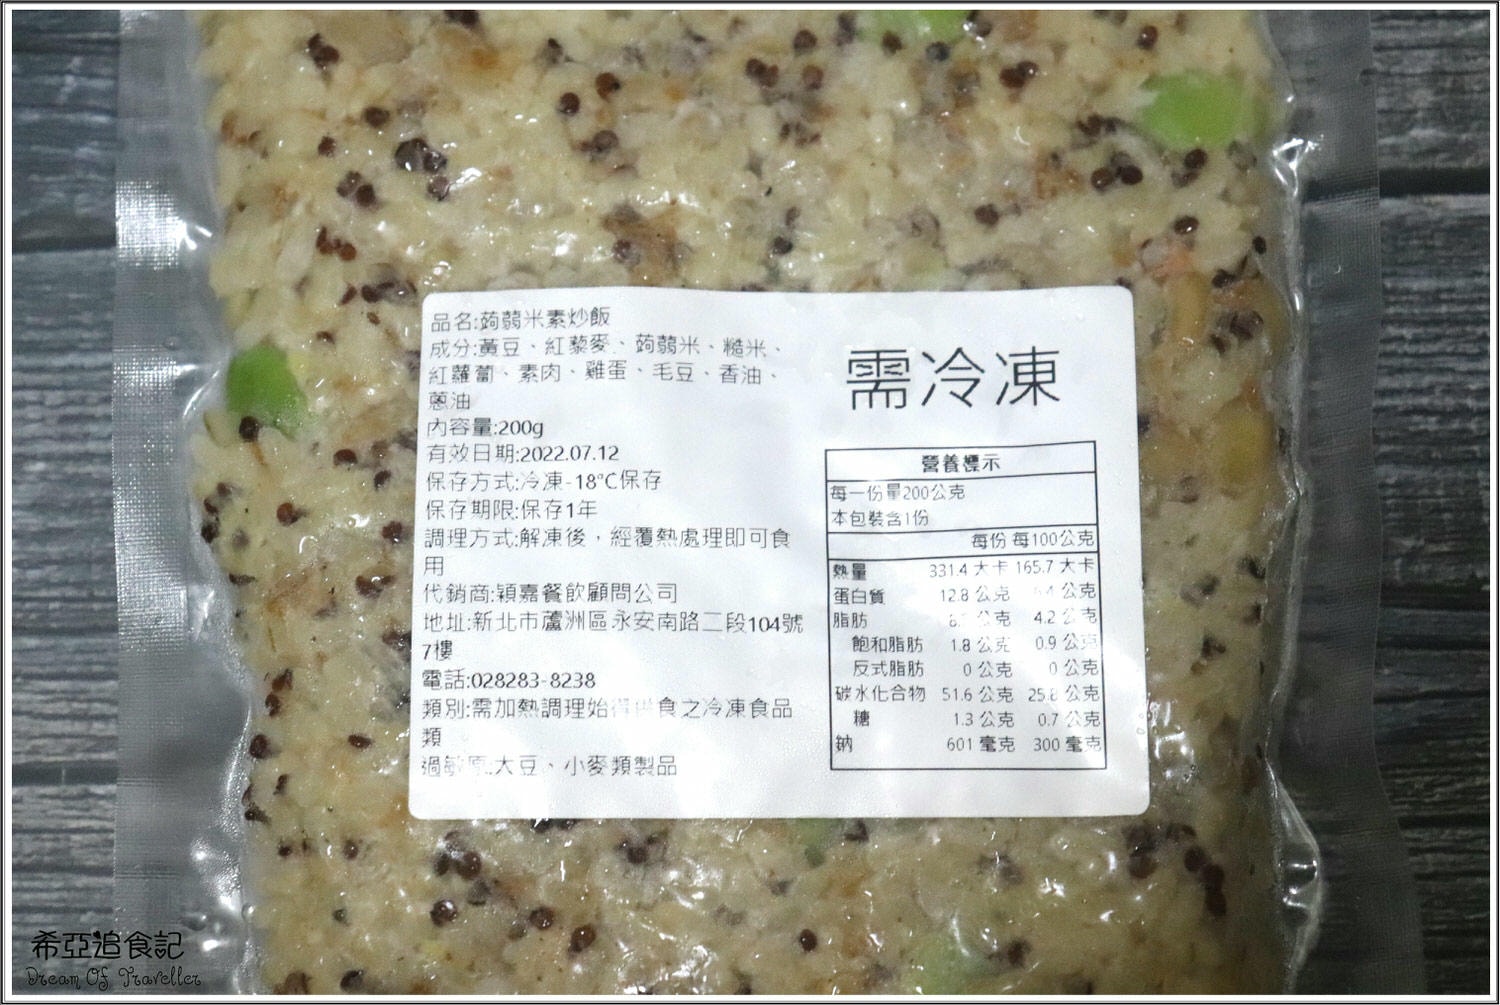 品名:蒟蒻米素炒飯
成分:黃豆、紅藜麥、蒟蒻米、糙米、
紅蘿蔔、素肉、雞蛋、毛豆、香油、
蔥油
內容量:200g
有效日期:2022.07.12
保存方式:冷凍-18°C保存
保存期限:保存1年
調理方式:解凍後，經覆熱處理即可食
用
代銷商:穎嘉餐飲顧問公司
地址:新北市蘆洲區永安南路二段104號
7樓
電話:028283-8238
類別:需加熱調理始得供食之冷凍食品
類
過敏原:大豆、小麥類製品
需冷凍
營養標示
每一份量200公克
本包裝含1份
每份 每100公克
熱量 331.4 大卡 165.7 大卡
蛋白質 12.8 公克 公克
脂肪 公克 4.2 公克
飽和脂肪 1.8 公克 0.9 公克
反式脂肪 0 公克 0 公克
碳水化合物 51.6 公克 25.8 公克
糖 1.3 公克 0.7 公克
鈉 601 毫克 300 毫克
希亞追食記
Dream Of Traveller